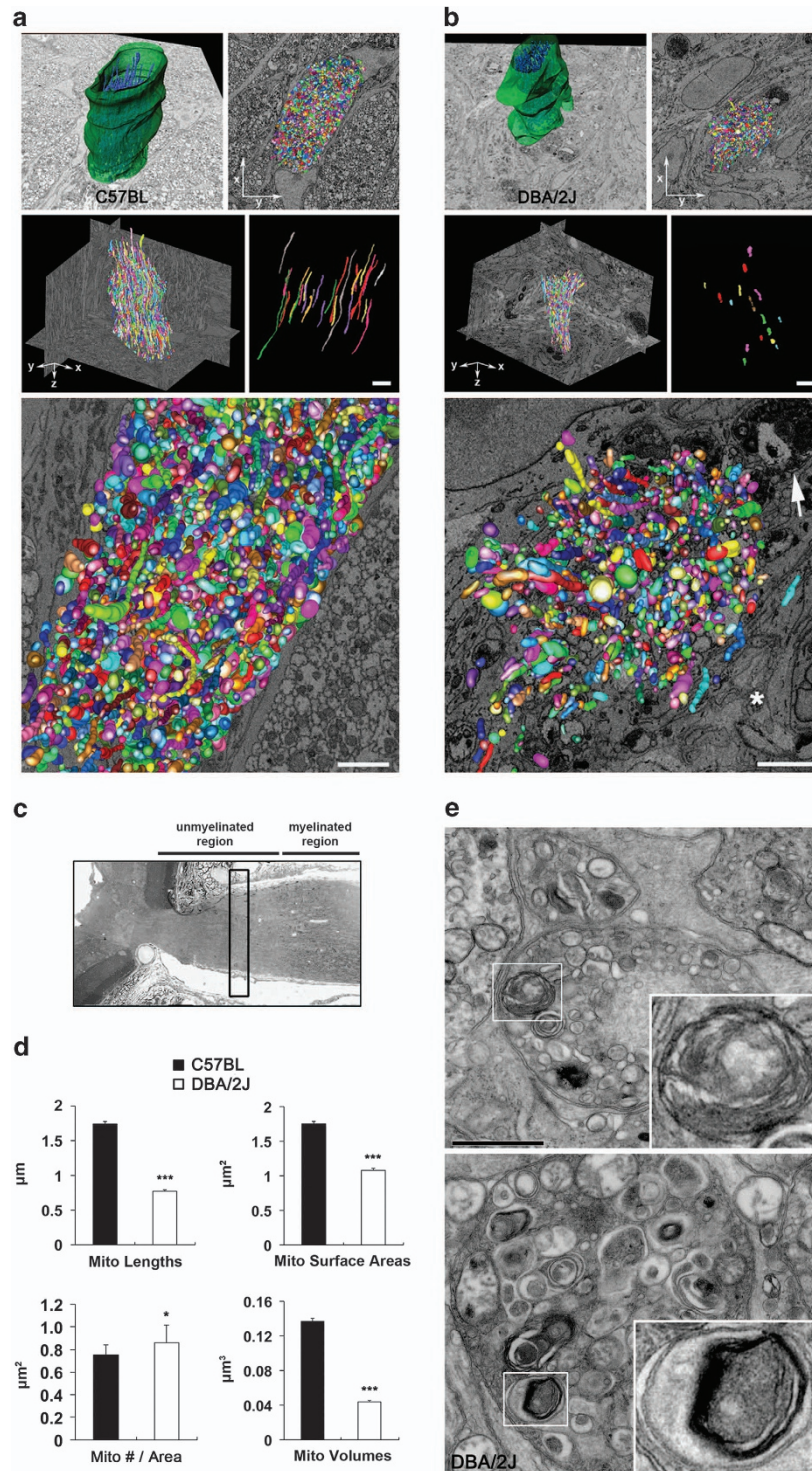 a
C57BL
x
y
y
x
z
b
DBA/2J
x
y
y
x
z
*
c
unmyelinated
region
myelinated
region
d
C57BL
DBA/2J
2
1.5
1
0.5
0
µm
***
Mito Lengths
2
1.5
1
0.5
0
µm²
***
Mito Surface Areas
1.2
1.0
0.8
0.6
0.4
0.2
0
µm²
*
Mito # / Area
0.16
0.12
0.08
0.04
0
µm³
***
Mito Volumes
e
DBA/2J